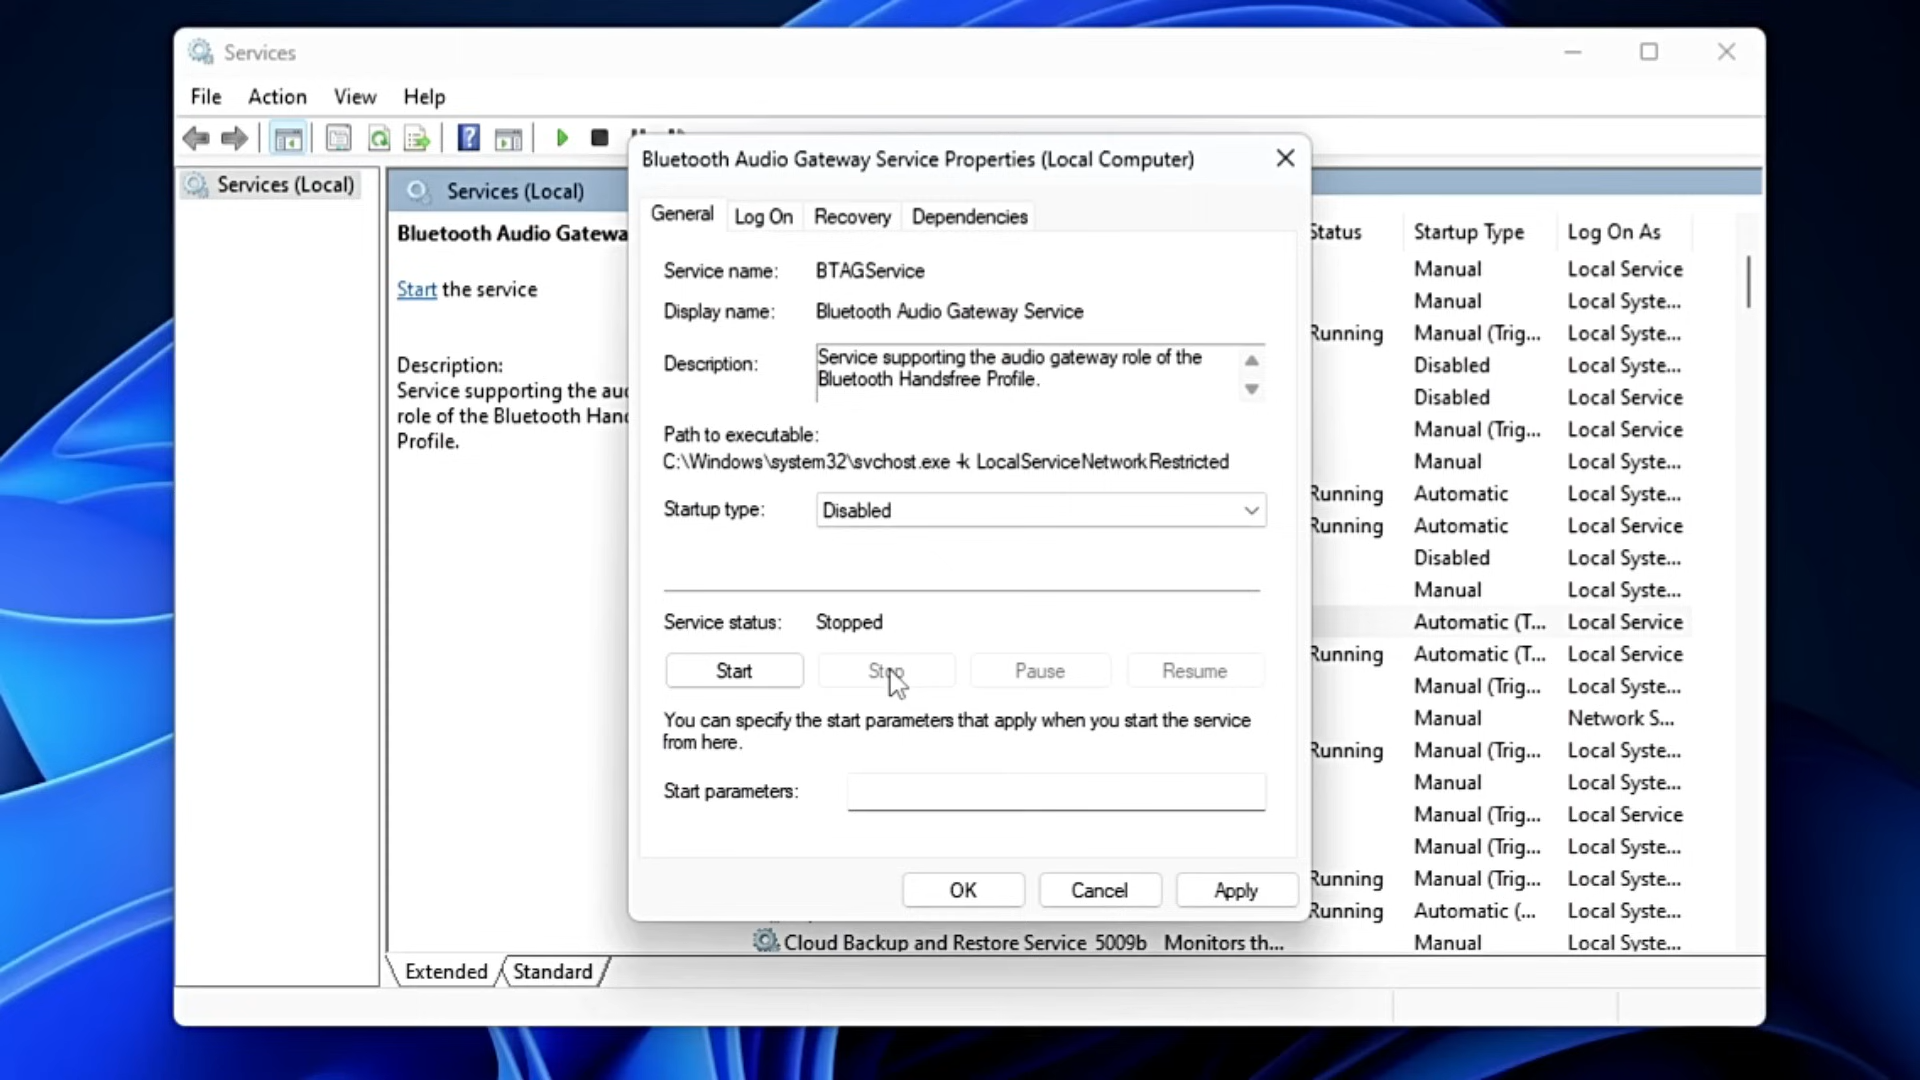 Services
File Action View Help
Services (Local)
Services (Local)
Bluetooth Audio Gatewa
Start the service
Description:
Service supporting the aud
role of the Bluetooth Hand
Profile.
Bluetooth Audio Gateway Service Properties (Local Computer)
General Log On Recovery Dependencies
Service name: BTAGService
Display name: Bluetooth Audio Gateway Service
Description: Service supporting the audio gateway role of the
Bluetooth Handsfree Profile.
Path to executable:
C:\Windows\system32\svchost.exe -k LocalServiceNetworkRestricted
Startup type: Disabled
Service status: Stopped
Start Stop Pause Resume
You can specify the start parameters that apply when you start the service
from here.
Start parameters:
OK Cancel Apply
Status Startup Type Log On As
Manual Local Service
Manual Local Syste...
Running Manual (Trig... Local Syste...
Disabled Local Syste...
Disabled Local Service
Manual (Trig... Local Service
Manual Local Syste...
Running Automatic Local Syste...
Running Automatic Local Service
Disabled Local Syste...
Manual Local Syste...
Automatic (T... Local Service
Running Automatic (T... Local Service
Manual (Trig... Local Syste...
Manual Network S...
Running Manual (Trig... Local Syste...
Manual Local Syste...
Manual (Trig... Local Service
Manual (Trig... Local Syste...
Running Manual (Trig... Local Syste...
Running Automatic (... Local Syste...
Cloud Backup and Restore Service_5009b Monitors th... Manual Local Syste...
Extended Standard